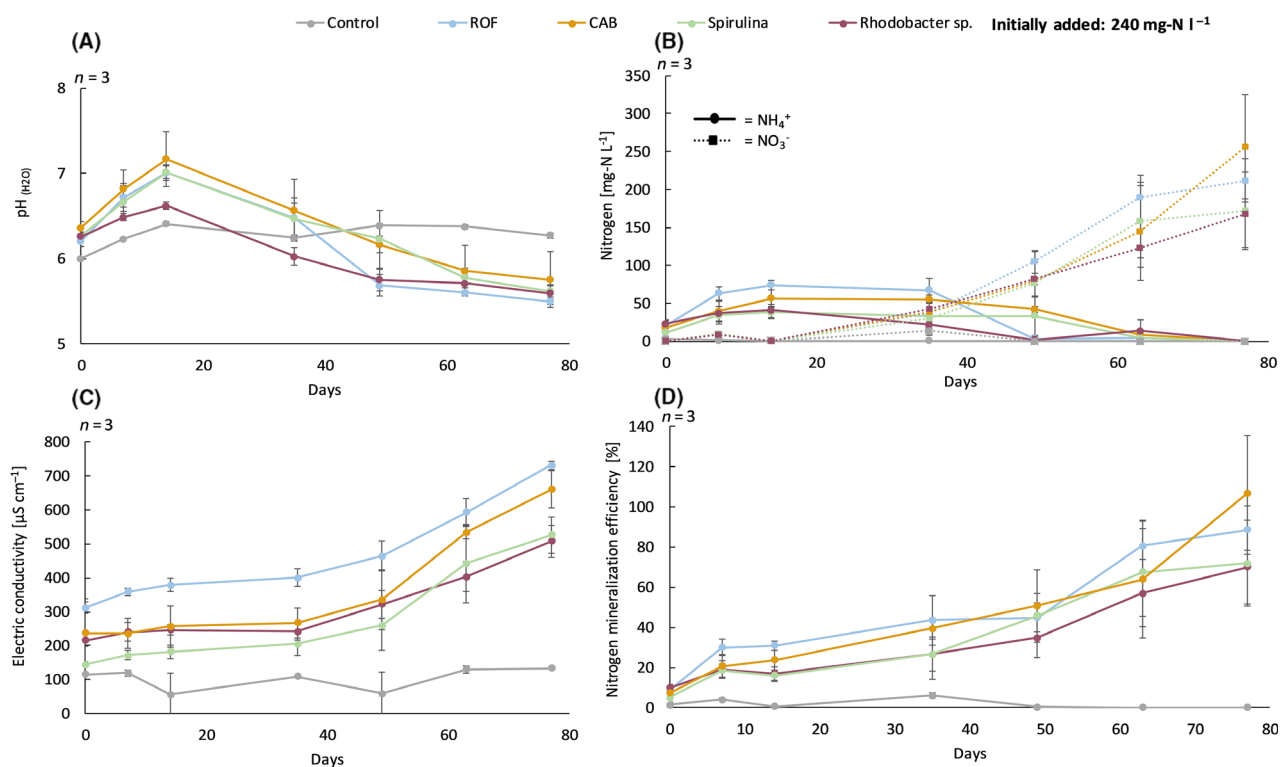 Control ROF CAB Spirulina Rhodobacter sp. Initially added: 240 mg-N l⁻¹
(A)
n = 3
8
7
6
5
pH (H2O)
0 20 40 60 80
Days
(B)
n = 3
350
300
250
200
150
100
50
0
Nitrogen [mg-N L⁻¹]
= NH₄⁺
= NO₃⁻
0 20 40 60 80
Days
(C)
n = 3
800
700
600
500
400
300
200
100
0
Electric conductivity [µS cm⁻¹]
0 20 40 60 80
Days
(D)
n = 3
140
120
100
80
60
40
20
0
Nitrogen mineralization efficiency [%]
0 10 20 30 40 50 60 70 80
Days